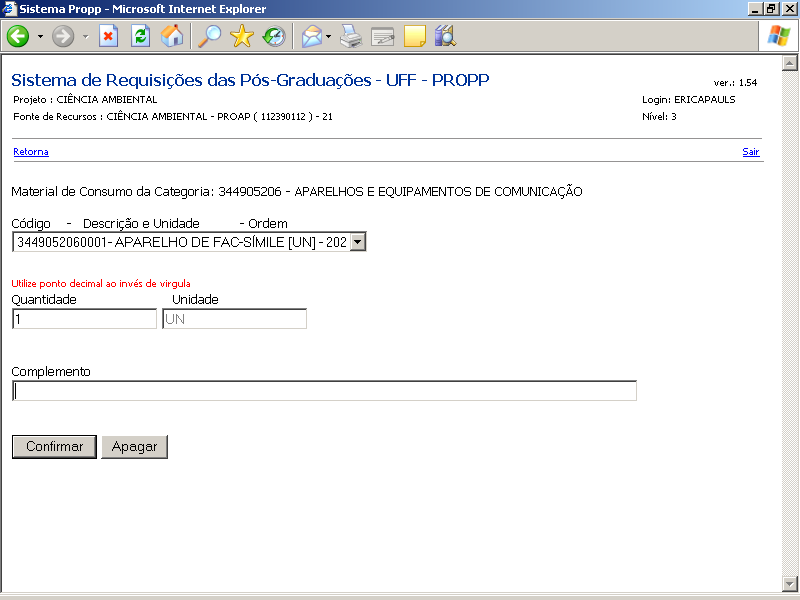 Sistema Propp - Microsoft Internet Explorer
Sistema de Requisições das Pós-Graduações - UFF - PROPP
ver.: 1.54
Projeto : CIÊNCIA AMBIENTAL
Login: ERICAPAULS
Fonte de Recursos : CIÊNCIA AMBIENTAL - PROAP ( 112390112 ) - 21
Nível: 3
Retorna
Sair
Material de Consumo da Categoria: 344905206 - APARELHOS E EQUIPAMENTOS DE COMUNICAÇÃO
Código - Descrição e Unidade - Ordem
3449052060001- APARELHO DE FAC-SÍMILE [UN] - 202
Utilize ponto decimal ao invés de virgula
Quantidade Unidade
1 UN
Complemento
Confirmar Apagar